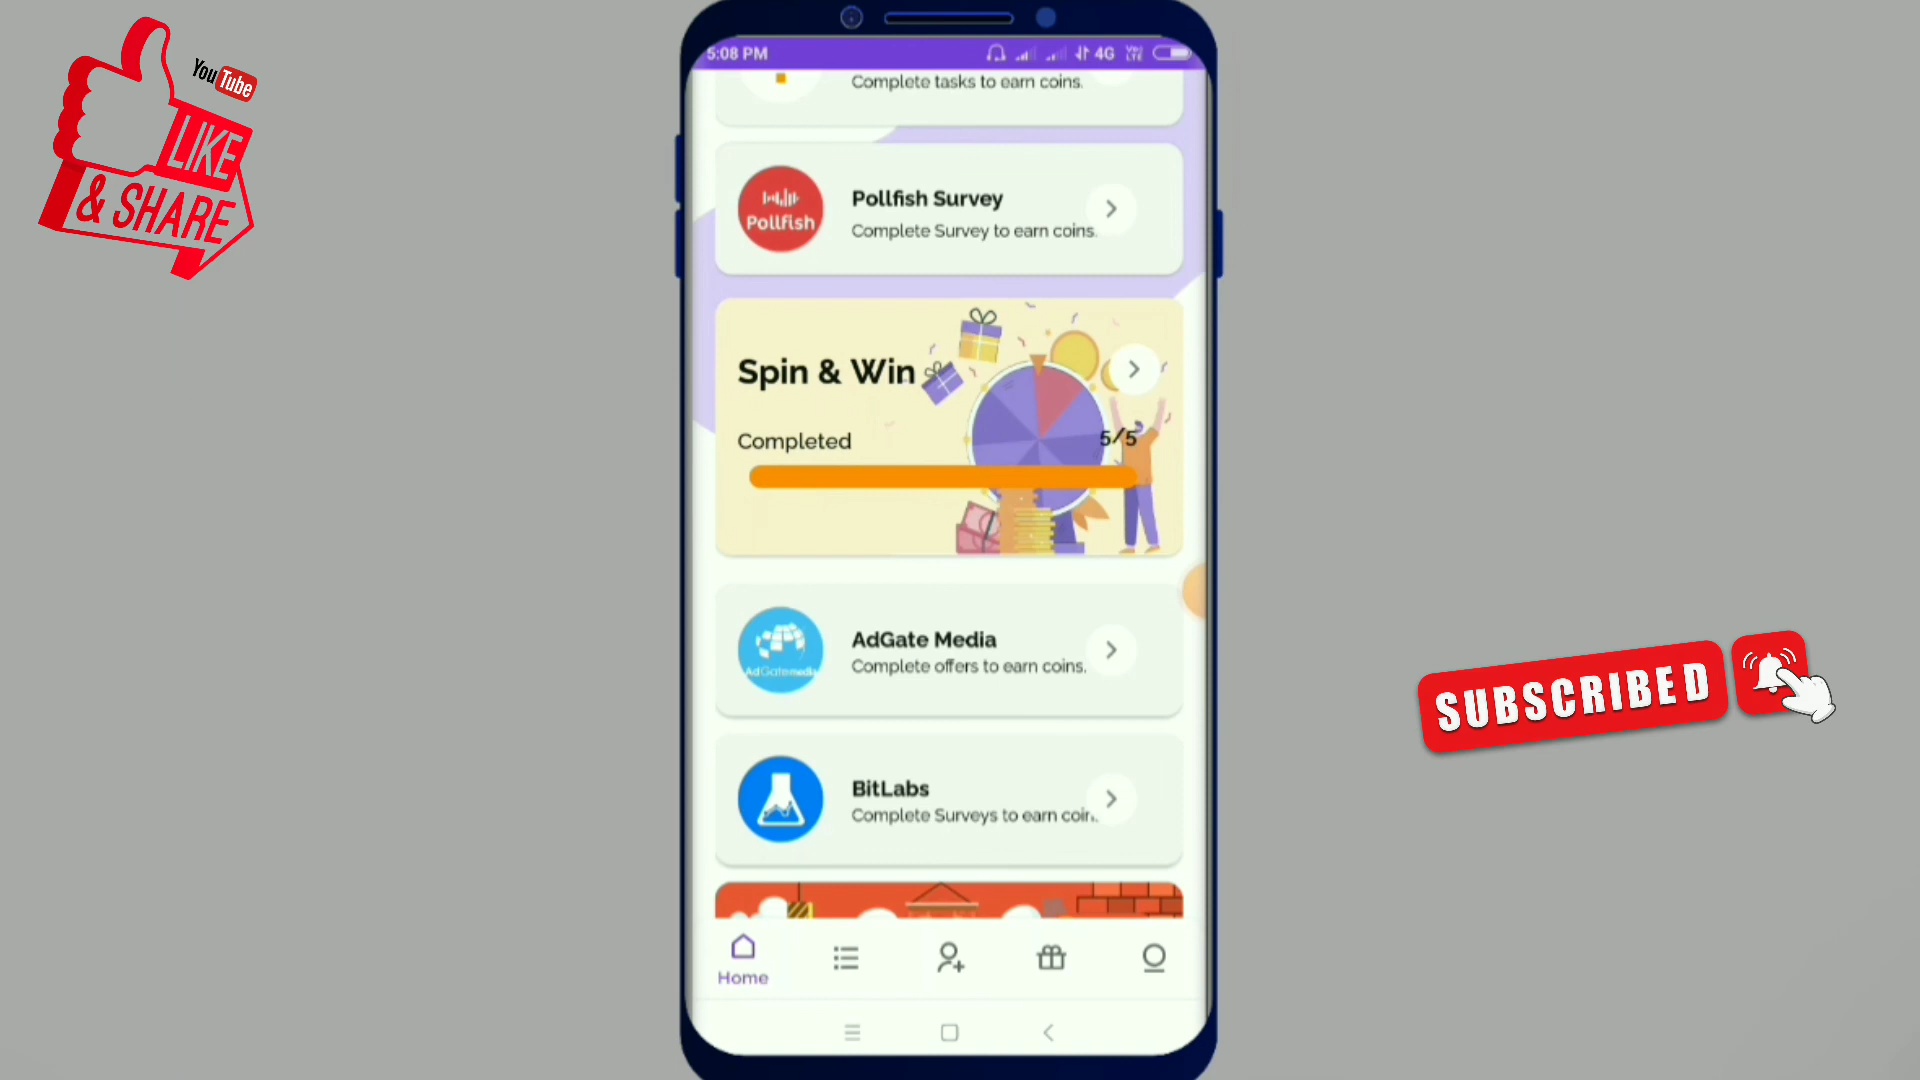 You Tube
LIKE
& SHARE
5:08 PM
4G
Complete tasks to earn coins.
Pollfish
Pollfish Survey
Complete Survey to earn coins.
Spin & Win
Completed
5/5
AdGate Media
Complete offers to earn coins.
AdGatemedia
BitLabs
Complete Surveys to earn
SUBSCRIBED
Home